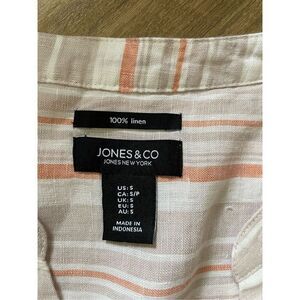 100% linen
JONES & CO
JONES NEW YORK
US: S
CA: S/P
UK: S
EU: S
AU: S
MADE IN
INDONESIA